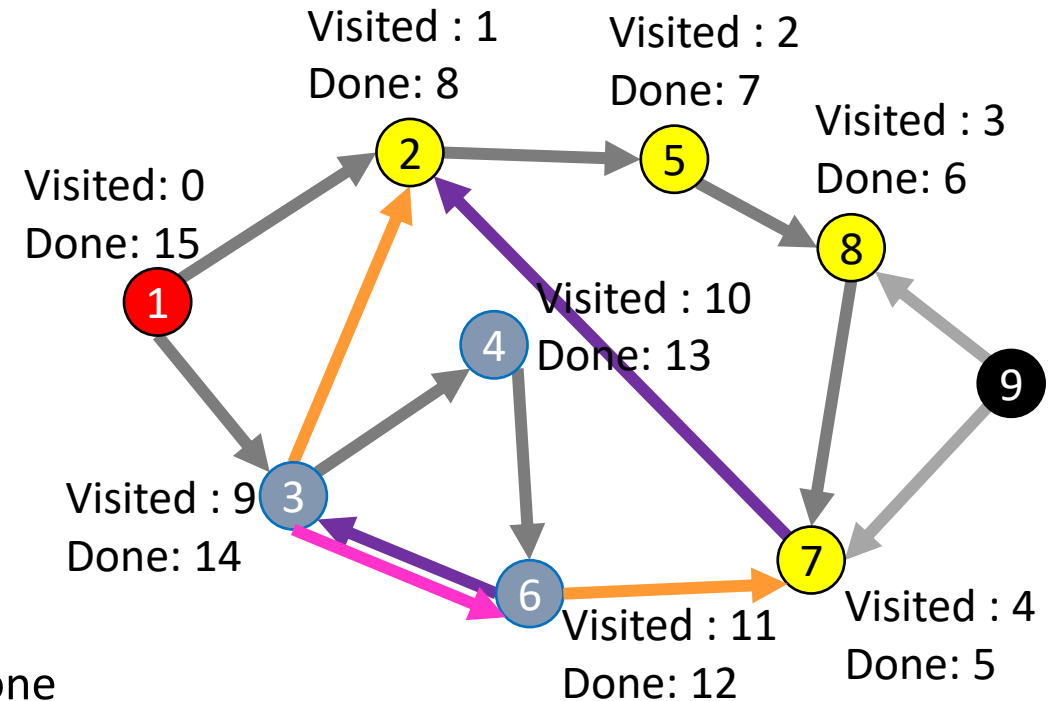 Visited : 1
Done: 8
Visited : 2
Done: 7
Visited : 3
Done: 6
2
5
Visited: 0
Done: 15
8
1
Visited : 10
Done: 13
4
9
Visited : 9
Done: 14
3
7
6
Visited : 11
Done: 12
Visited : 4
Done: 5
one